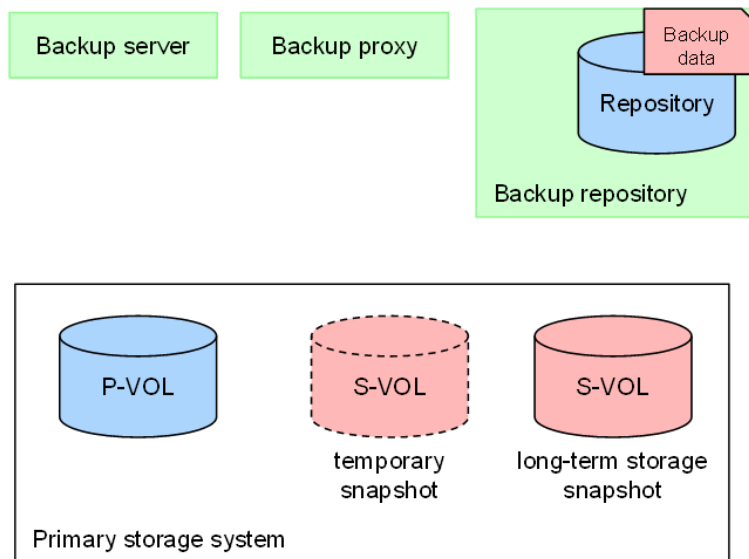 Backup server
Backup proxy
Backup
data
Repository
Backup repository
P-VOL
S-VOL
S-VOL
temporary
snapshot
long-term storage
snapshot
Primary storage system